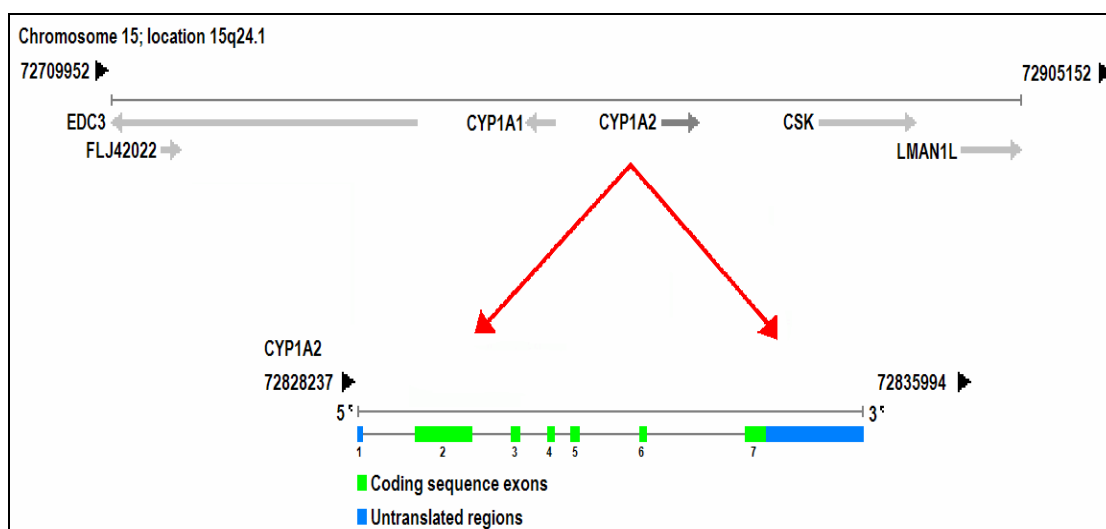 Chromosome 15; location 15q24.1
72709952 72905152
EDC3 CYP1A1 CYP1A2 CSK
FLJ42022 LMAN1L
CYP1A2
72828237 72835994
5' 3'
1 2 3 4 5 6 7
Coding sequence exons
Untranslated regions